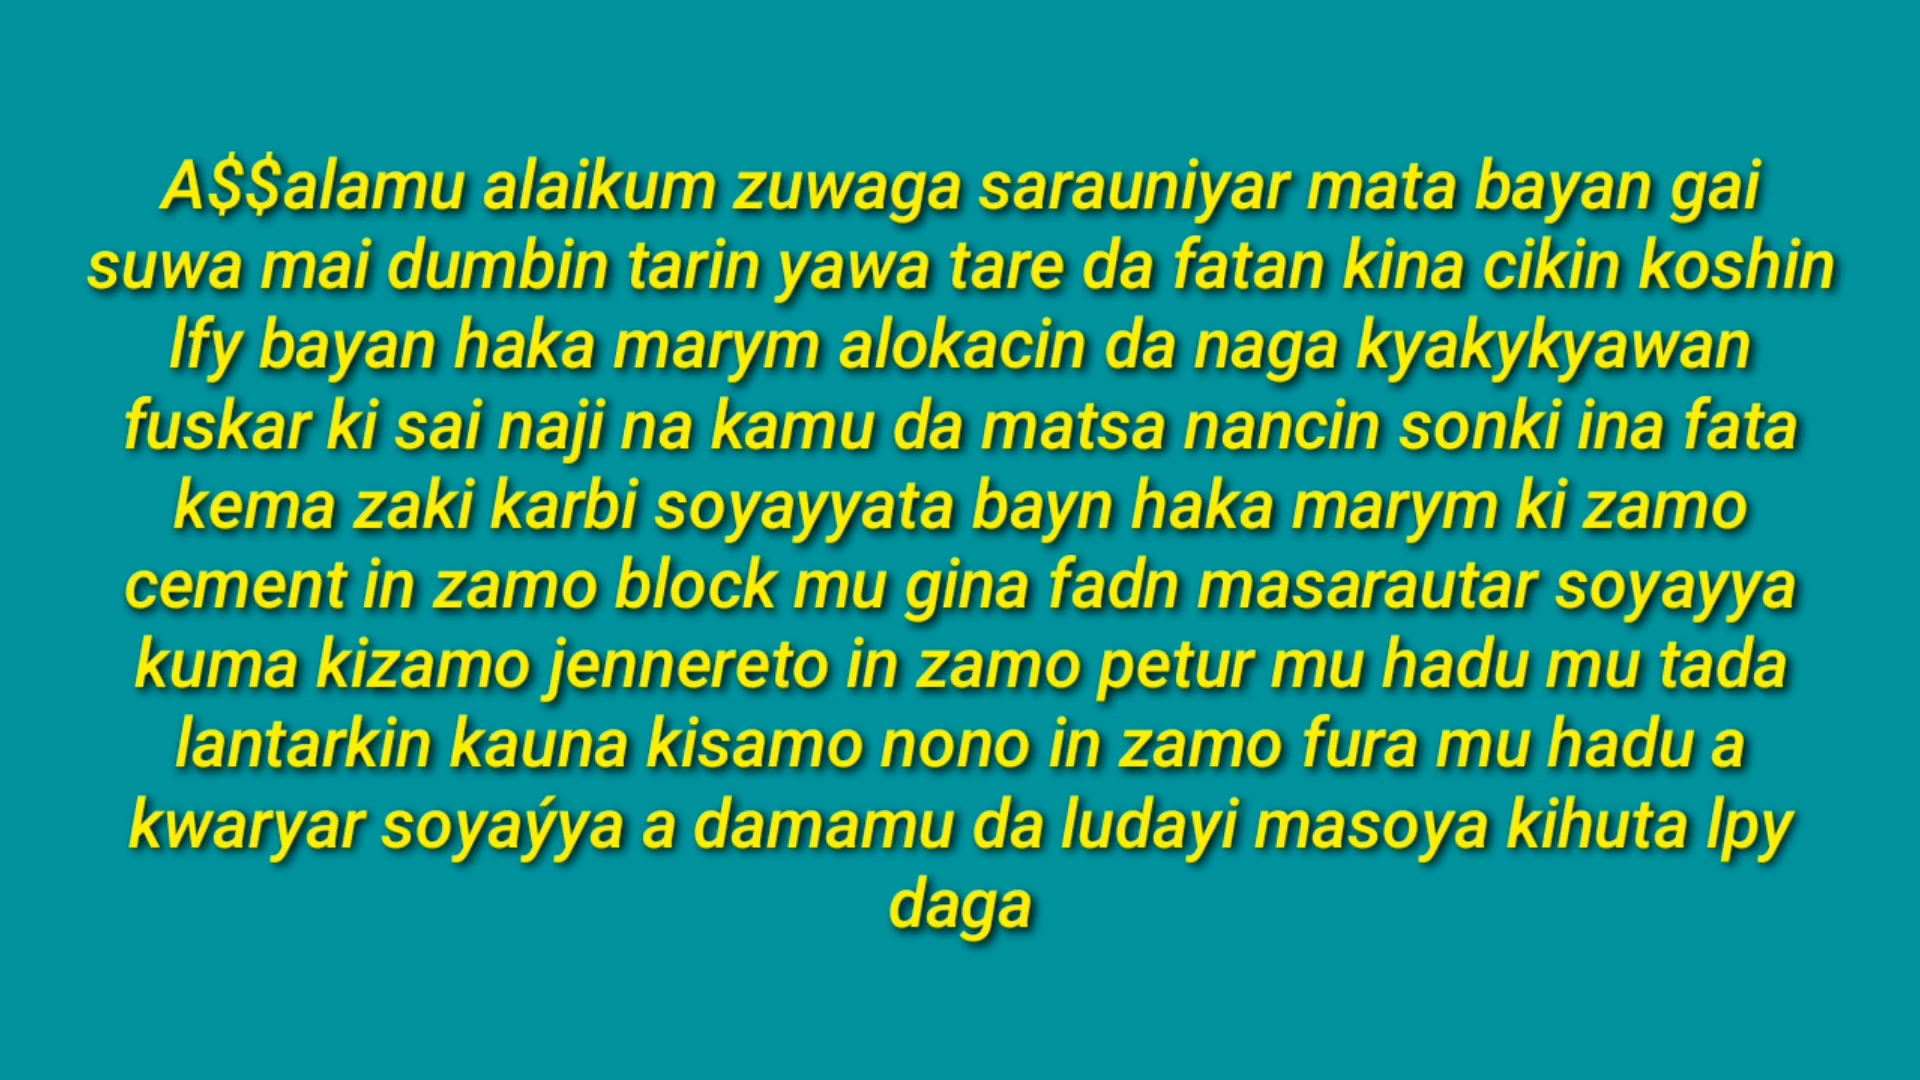 A$$alamu alaikum zuwaga sarauniyar mata bayan gai
suwa mai dumbin tarin yawa tare da fatan kina cikin koshin
lfy bayan haka marym alokacin da naga kyakykyawan
fuskar ki sai naji na kamu da matsa nancin sonki ina fata
kema zaki karbi soyayyata bayn haka marym ki zamo
cement in zamo block mu gina fadn masarautar soyayya
kuma kizamo jennereto in zamo petur mu hadu mu tada
lantarkin kauna kisamo nono in zamo fura mu hadu a
kwaryar soyaýya a damamu da ludayi masoya kihuta lpy
daga